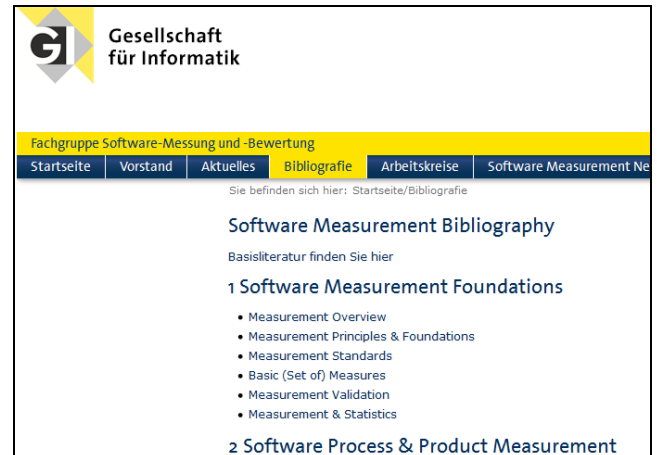 GI
Gesellschaft
für Informatik
Fachgruppe Software-Messung und -Bewertung
Startseite Vorstand Aktuelles Bibliografie Arbeitskreise Software Measurement Ne
Sie befinden sich hier: Startseite/Bibliografie
Software Measurement Bibliography
Basisliteratur finden Sie hier
1 Software Measurement Foundations
• Measurement Overview
• Measurement Principles & Foundations
• Measurement Standards
• Basic (Set of) Measures
• Measurement Validation
• Measurement & Statistics
2 Software Process & Product Measurement